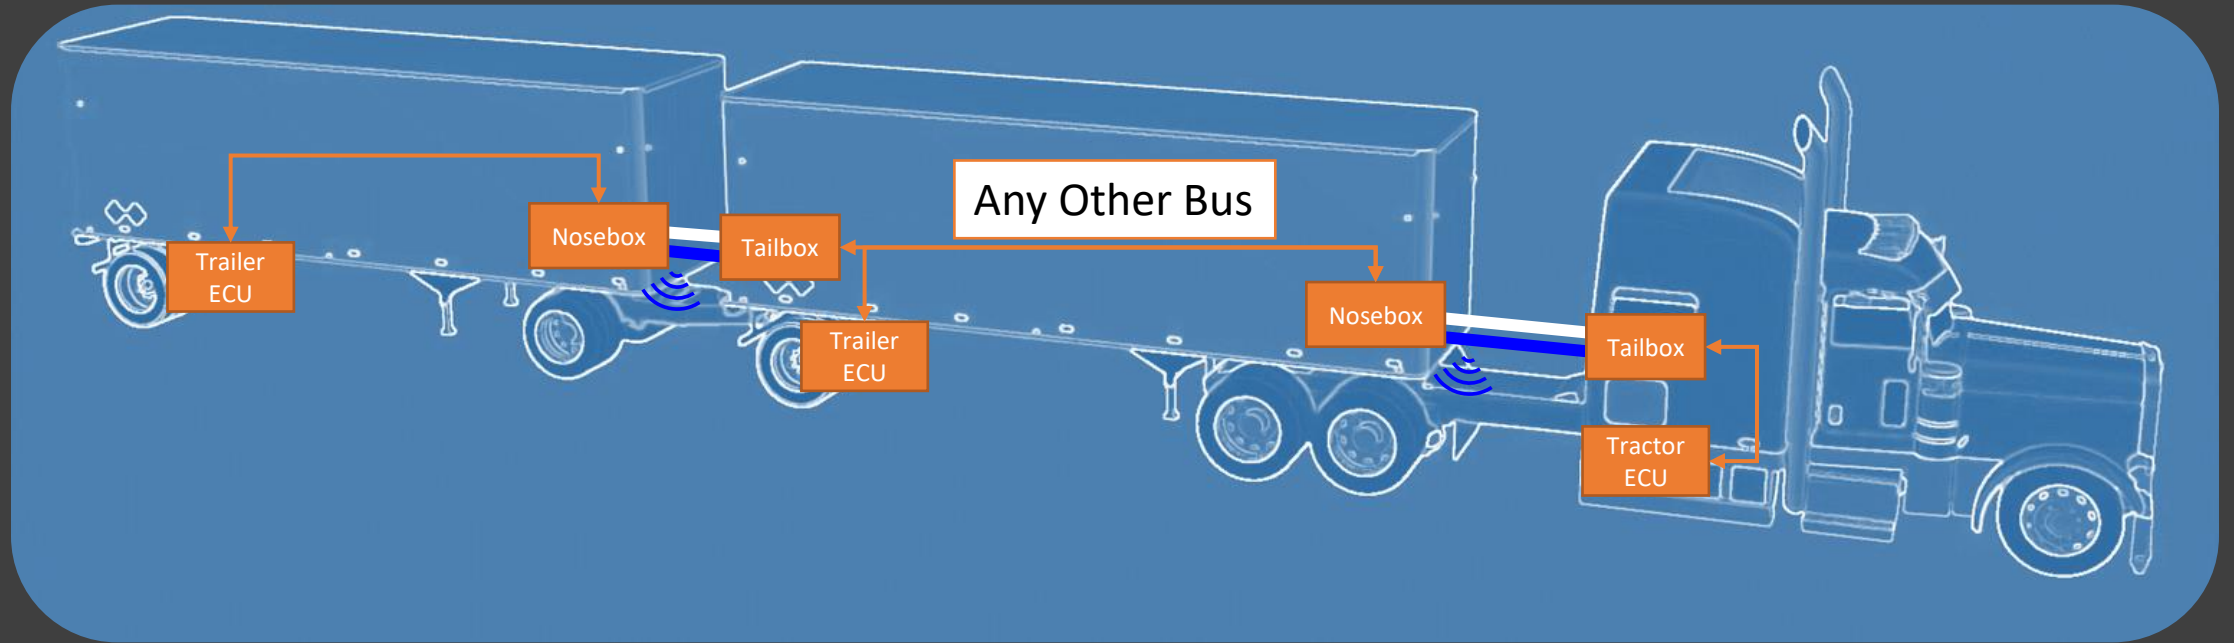 Any Other Bus
Nosebox
Tailbox
Trailer
ECU
Nosebox
Trailer
ECU
Tailbox
Tractor
ECU